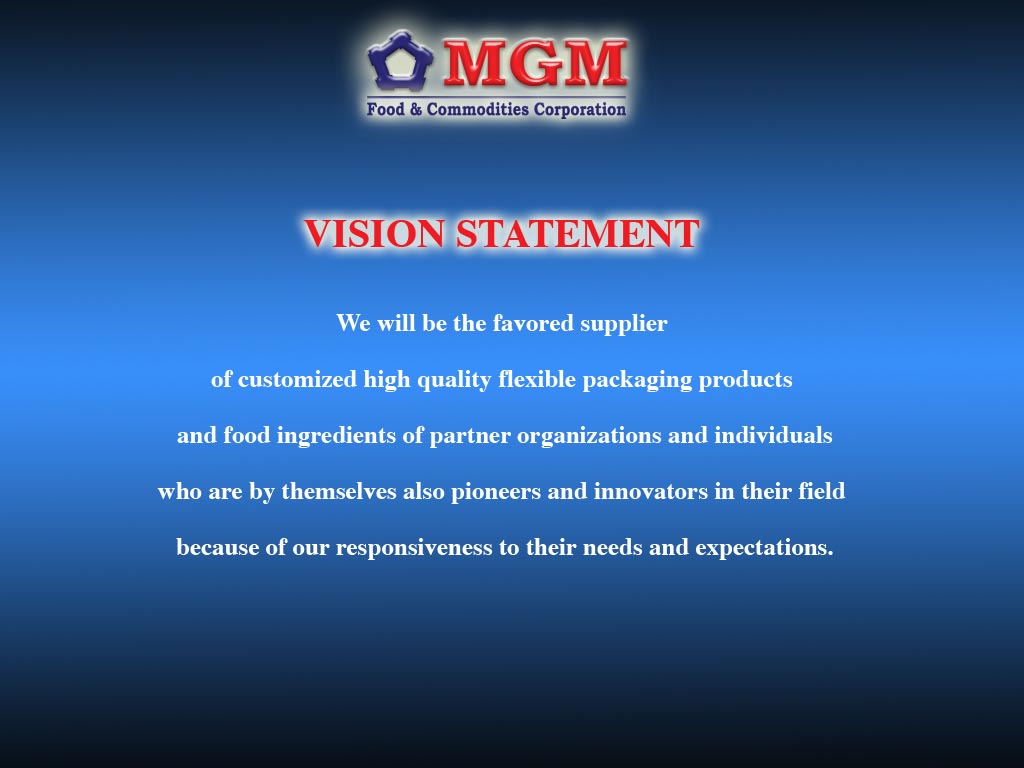 MGM
Food & Commodities Corporation
VISION STATEMENT
We will be the favored supplier
of customized high quality flexible packaging products
and food ingredients of partner organizations and individuals
who are by themselves also pioneers and innovators in their field
because of our responsiveness to their needs and expectations.